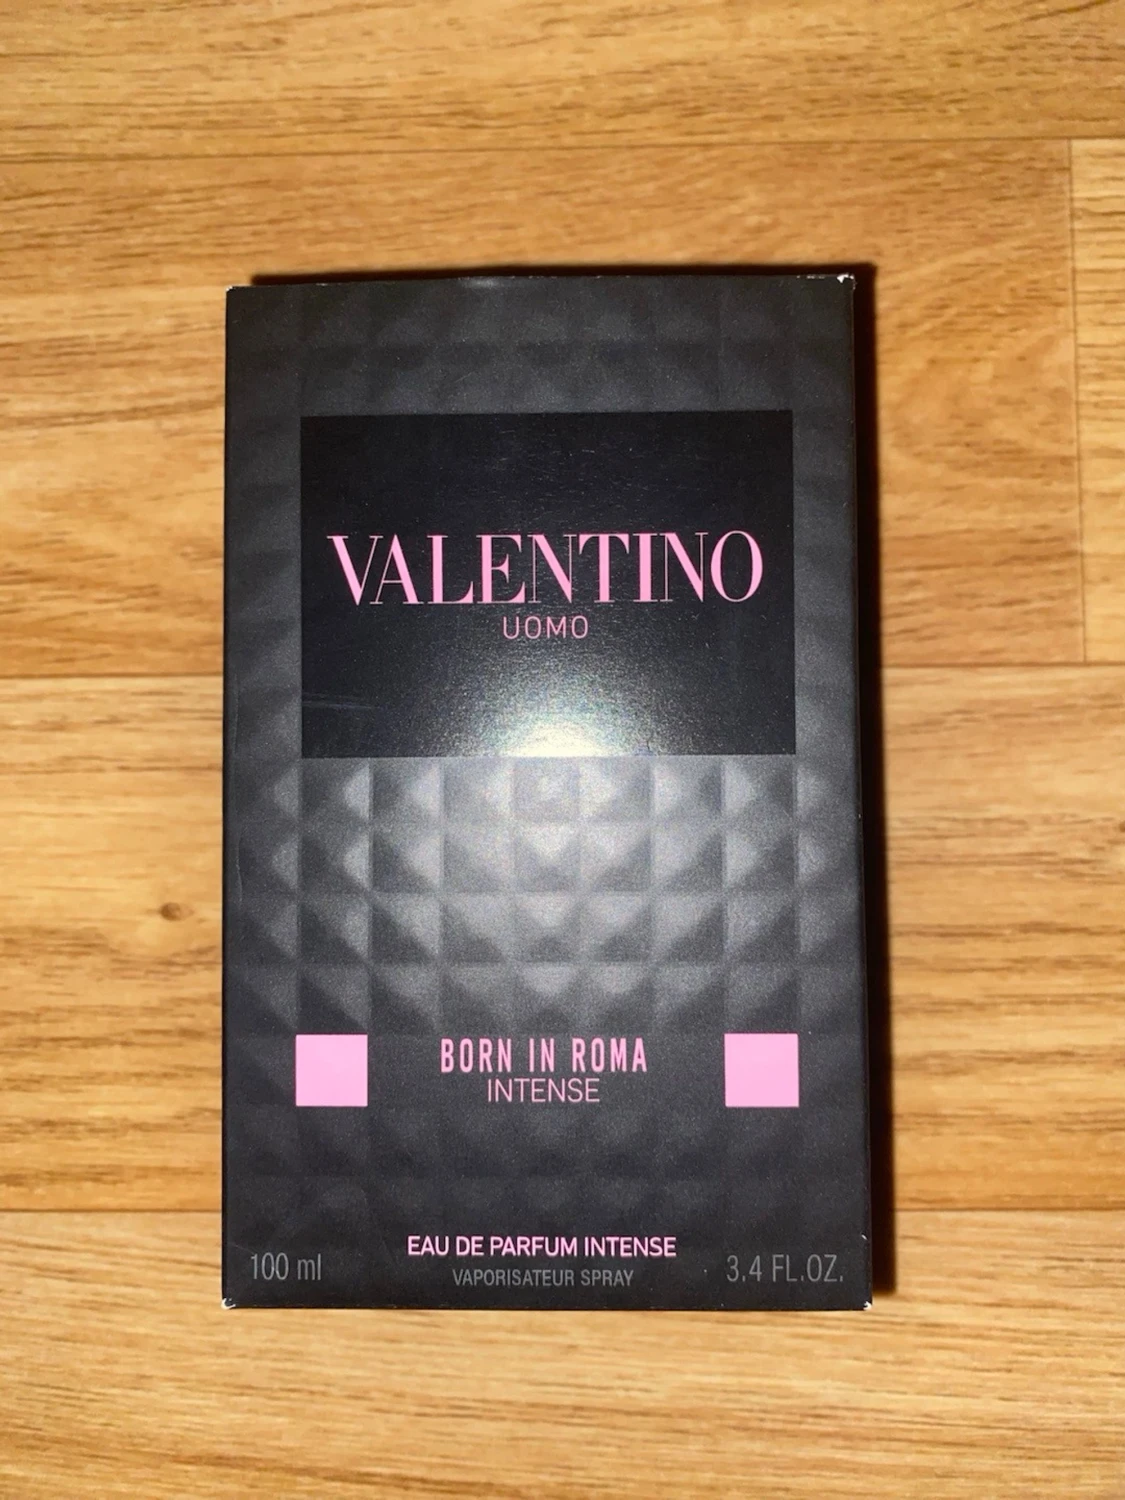 VALENTINO
UOMO
BORN IN ROMA
INTENSE
EAU DE PARFUM INTENSE
100 ml VAPORISATEUR SPRAY 3.4 FL.OZ.